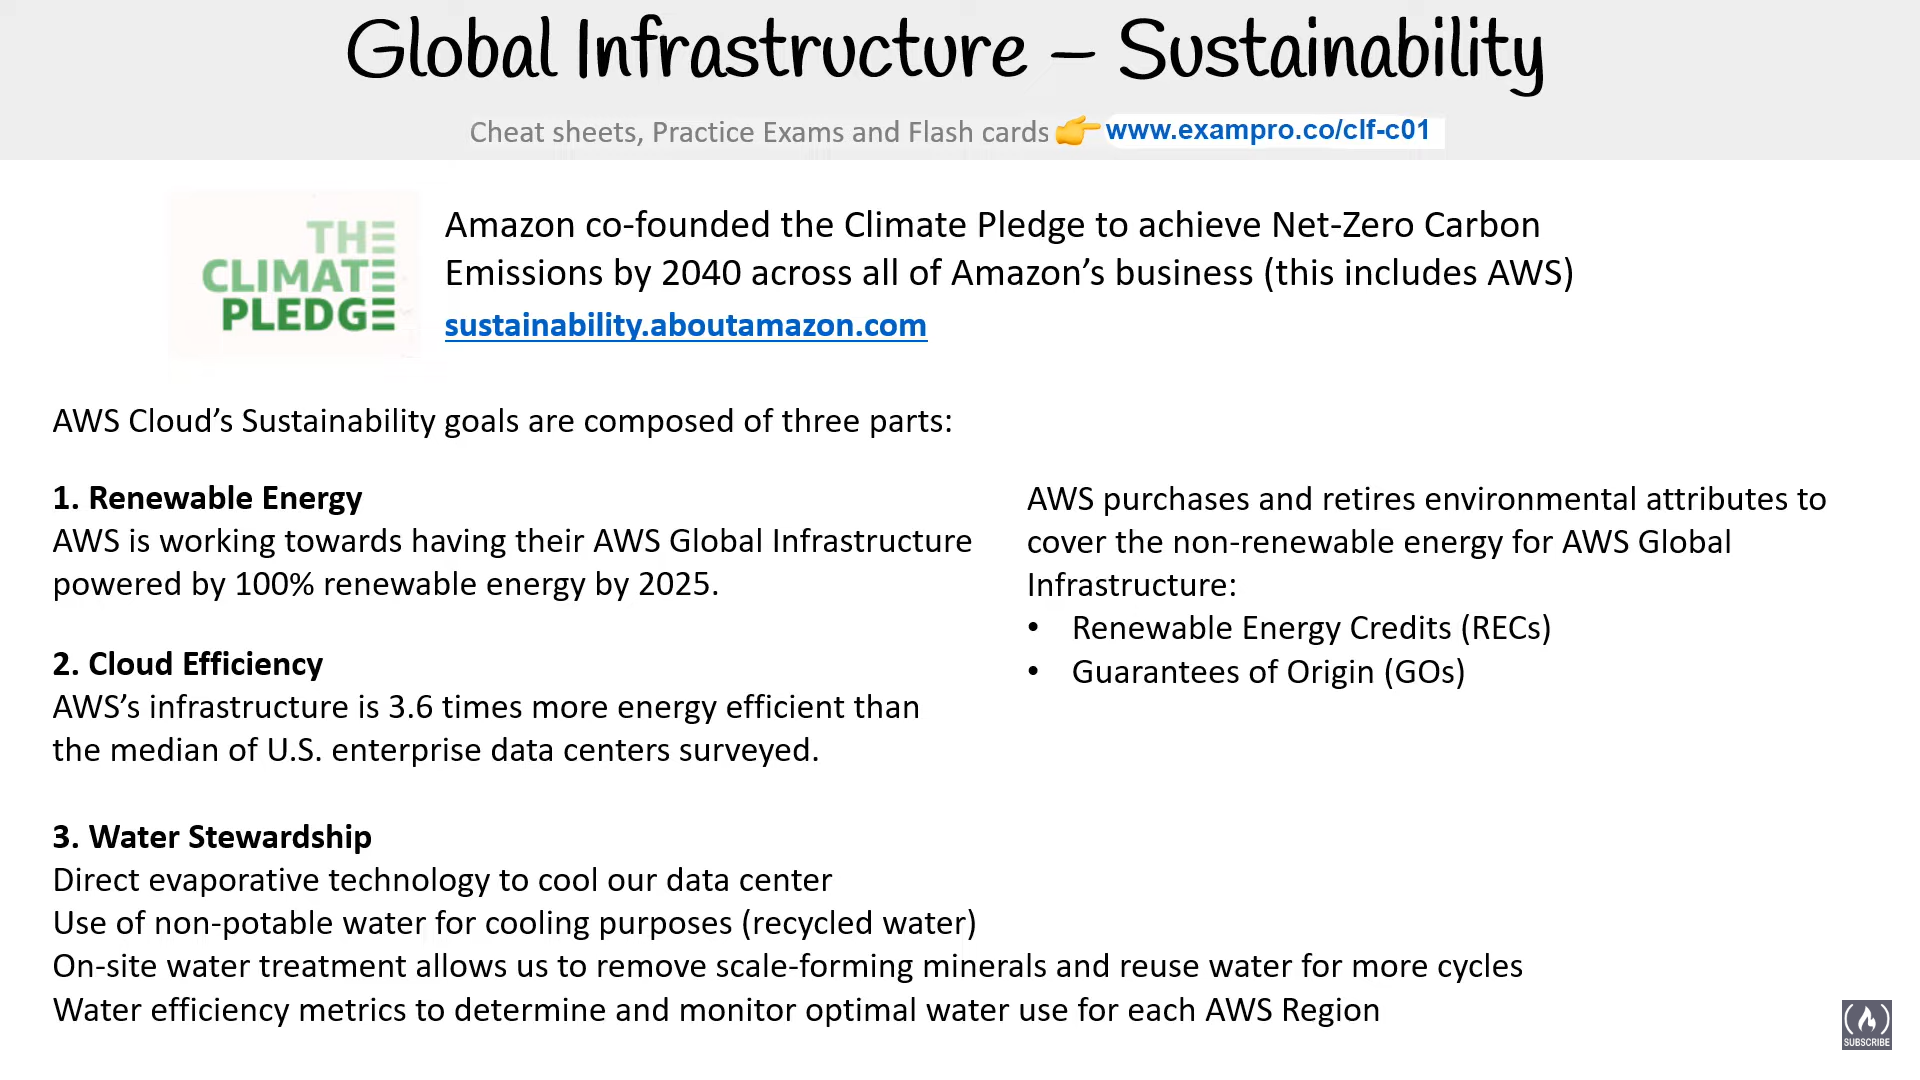 Global Infrastructure – Sustainability
Cheat sheets, Practice Exams and Flash cards 👉 www.exampro.co/clf-c01
THE
CLIMATE
PLEDGE
Amazon co-founded the Climate Pledge to achieve Net-Zero Carbon
Emissions by 2040 across all of Amazon’s business (this includes AWS)
sustainability.aboutamazon.com
AWS Cloud’s Sustainability goals are composed of three parts:
1. Renewable Energy
AWS is working towards having their AWS Global Infrastructure
powered by 100% renewable energy by 2025.
2. Cloud Efficiency
AWS’s infrastructure is 3.6 times more energy efficient than
the median of U.S. enterprise data centers surveyed.
AWS purchases and retires environmental attributes to
cover the non-renewable energy for AWS Global
Infrastructure:
• Renewable Energy Credits (RECs)
• Guarantees of Origin (GOs)
3. Water Stewardship
Direct evaporative technology to cool our data center
Use of non-potable water for cooling purposes (recycled water)
On-site water treatment allows us to remove scale-forming minerals and reuse water for more cycles
Water efficiency metrics to determine and monitor optimal water use for each AWS Region
SUBSCRIBE